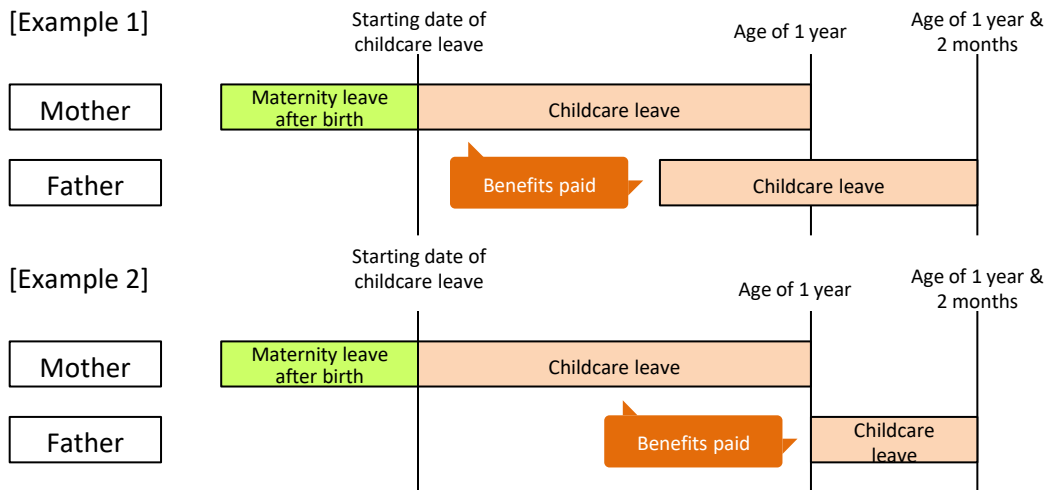 [Example 1]
Starting date of
childcare leave
Age of 1 year
Age of 1 year &
2 months
Mother
Maternity leave
after birth
Childcare leave
Father
Benefits paid
Childcare leave
[Example 2]
Starting date of
childcare leave
Age of 1 year
Age of 1 year &
2 months
Mother
Maternity leave
after birth
Childcare leave
Father
Benefits paid
Childcare
leave